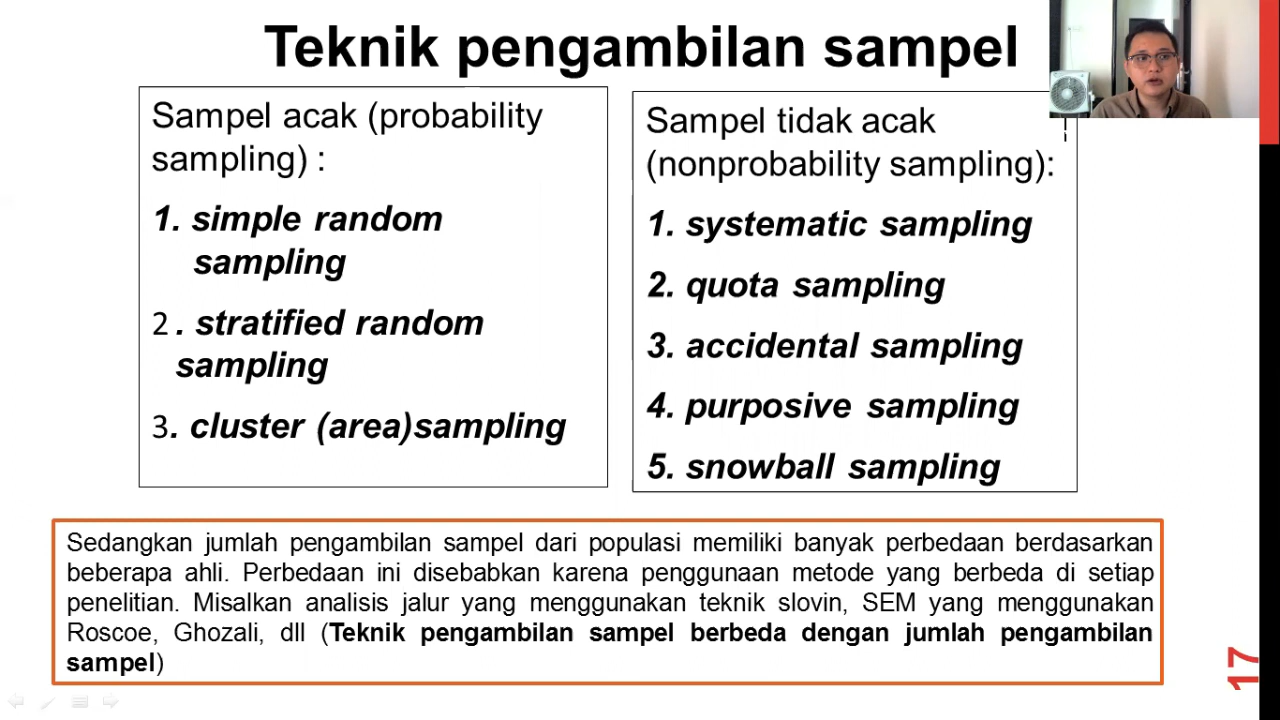 Teknik pengambilan sampel
Sampel acak (probability
sampling) :
1. simple random
sampling
2 . stratified random
sampling
3. cluster (area)sampling
Sampel tidak acak
(nonprobability sampling):
1. systematic sampling
2. quota sampling
3. accidental sampling
4. purposive sampling
5. snowball sampling
Sedangkan jumlah pengambilan sampel dari populasi memiliki banyak perbedaan berdasarkan
beberapa ahli. Perbedaan ini disebabkan karena penggunaan metode yang berbeda di setiap
penelitian. Misalkan analisis jalur yang menggunakan teknik slovin, SEM yang menggunakan
Roscoe, Ghozali, dll (Teknik pengambilan sampel berbeda dengan jumlah pengambilan
sampel)
17